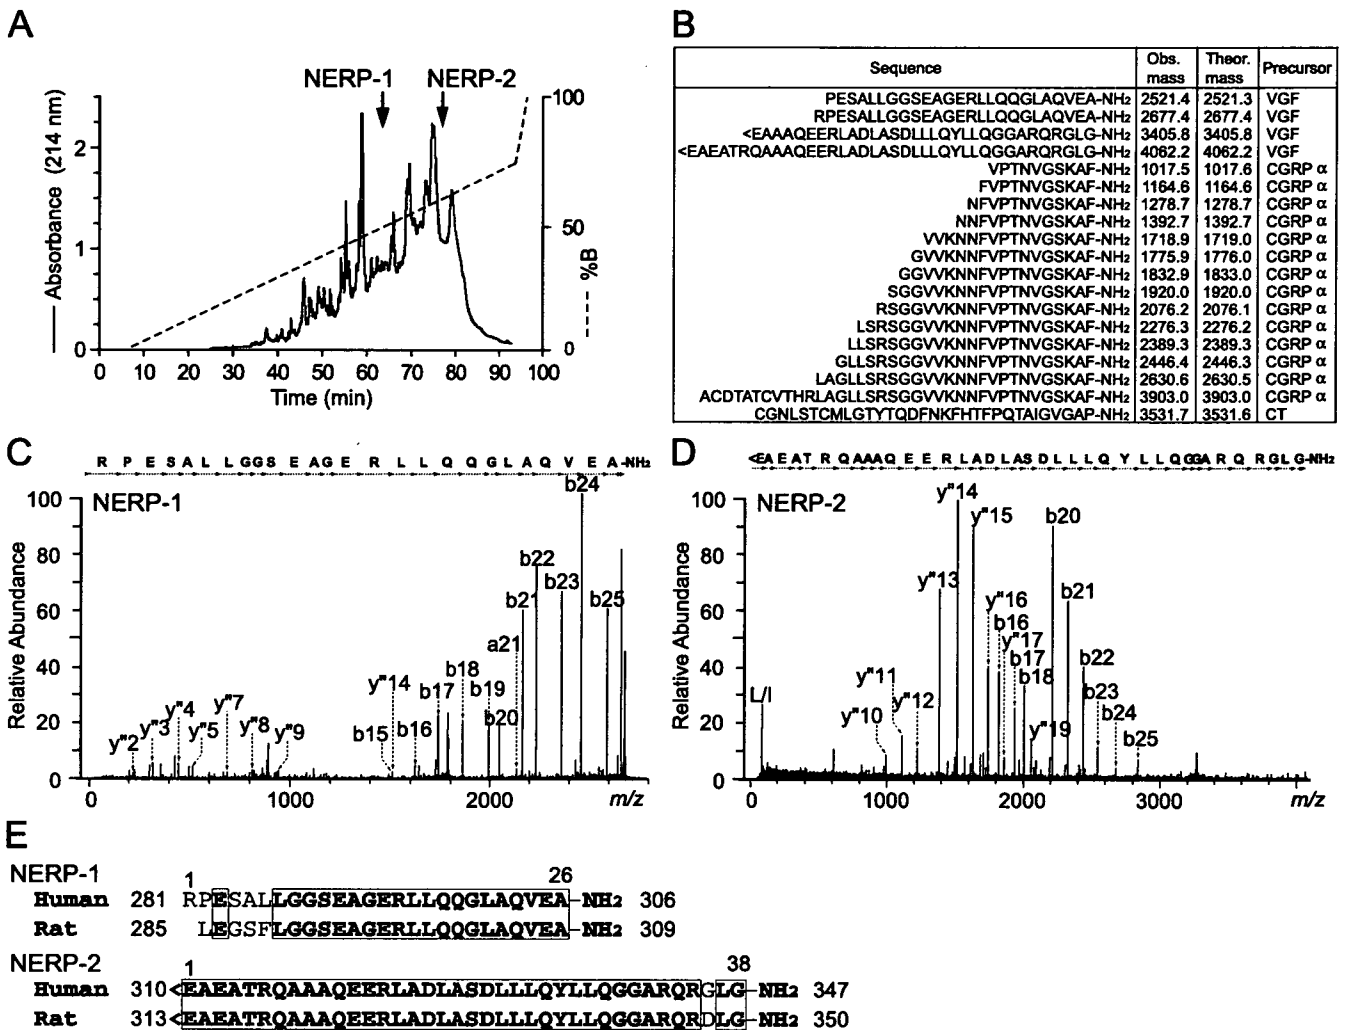 A
NERP-1 NERP-2
Absorbance (214 nm)
2
1
0
100
50
0
%B
0 10 20 30 40 50 60 70 80 90 100
Time (min)
B
Sequence Obs. mass Theor. mass Precursor
PESALLGGSEAGERLLQQGLAQVEA-NH2 2521.4 2521.3 VGF
RPESALLGGSEAGERLLQQGLAQVEA-NH2 2677.4 2677.4 VGF
<EAAAQEERLADLASDLLLQYLLQGGARQRGLG-NH2 3405.8 3405.8 VGF
<EAEATRQAAAQEERLADLASDLLLQYLLQGGARQRGLG-NH2 4062.2 4062.2 VGF
VPTNVGSKAF-NH2 1017.5 1017.6 CGRP α
FVPTNVGSKAF-NH2 1164.6 1164.6 CGRP α
NFVPTNVGSKAF-NH2 1278.7 1278.7 CGRP α
NNFVPTNVGSKAF-NH2 1392.7 1392.7 CGRP α
VVKNNFVPTNVGSKAF-NH2 1718.9 1719.0 CGRP α
GVVKNNFVPTNVGSKAF-NH2 1775.9 1776.0 CGRP α
GGVVKNNFVPTNVGSKAF-NH2 1832.9 1833.0 CGRP α
SGGVVKNNFVPTNVGSKAF-NH2 1920.0 1920.0 CGRP α
RSGGVVKNNFVPTNVGSKAF-NH2 2076.2 2076.1 CGRP α
LSRSGGVVKNNFVPTNVGSKAF-NH2 2276.3 2276.2 CGRP α
LLSRSGGVVKNNFVPTNVGSKAF-NH2 2389.3 2389.3 CGRP α
GLLSRSGGVVKNNFVPTNVGSKAF-NH2 2446.4 2446.3 CGRP α
LAGLLSRSGGVVKNNFVPTNVGSKAF-NH2 2630.6 2630.5 CGRP α
ACDTATCVTHRLAGLLSRSGGVVKNNFVPTNVGSKAF-NH2 3903.0 3903.0 CGRP α
CGNLSTCMLGTYTQDFNKFHTFPQTAIGVGAP-NH2 3531.7 3531.6 CT
C
R P E S A L L G G S E A G E R L L Q Q G L A Q V E A-NH2
NERP-1
Relative Abundance
100
80
60
40
20
0
y"2 y"3 y"4 y"5 y"7 y"8 y"9 y"14 b15 b16 b17 b18 b19 b20 a21 b21 b22 b23 b24 b25
0 1000 2000 m/z
D
<E A E A T R Q A A A Q E E R L A D L A S D L L L Q Y L L Q G G A R Q R G L G-NH2
NERP-2
Relative Abundance
100
80
60
40
20
0
L/I y"10 y"11 y"12 y"13 y"14 y"15 y"16 b16 y"17 b17 b18 y"19 b20 b21 b22 b23 b24 b25
0 1000 2000 3000 m/z
E
NERP-1 1 26
Human 281 RPESALLGGSEAGERLLQQGLAQVEA-NH2 306
Rat 285 LEGSFLGGSEAGERLLQQGLAQVEA-NH2 309
NERP-2 1 38
Human 310 <EAEATRQAAAQEERLADLASDLLLQYLLQGGARQRGLG-NH2 347
Rat 313 <EAEATRQAAAQEERLADLASDLLLQYLLQGGARQRDLG-NH2 350